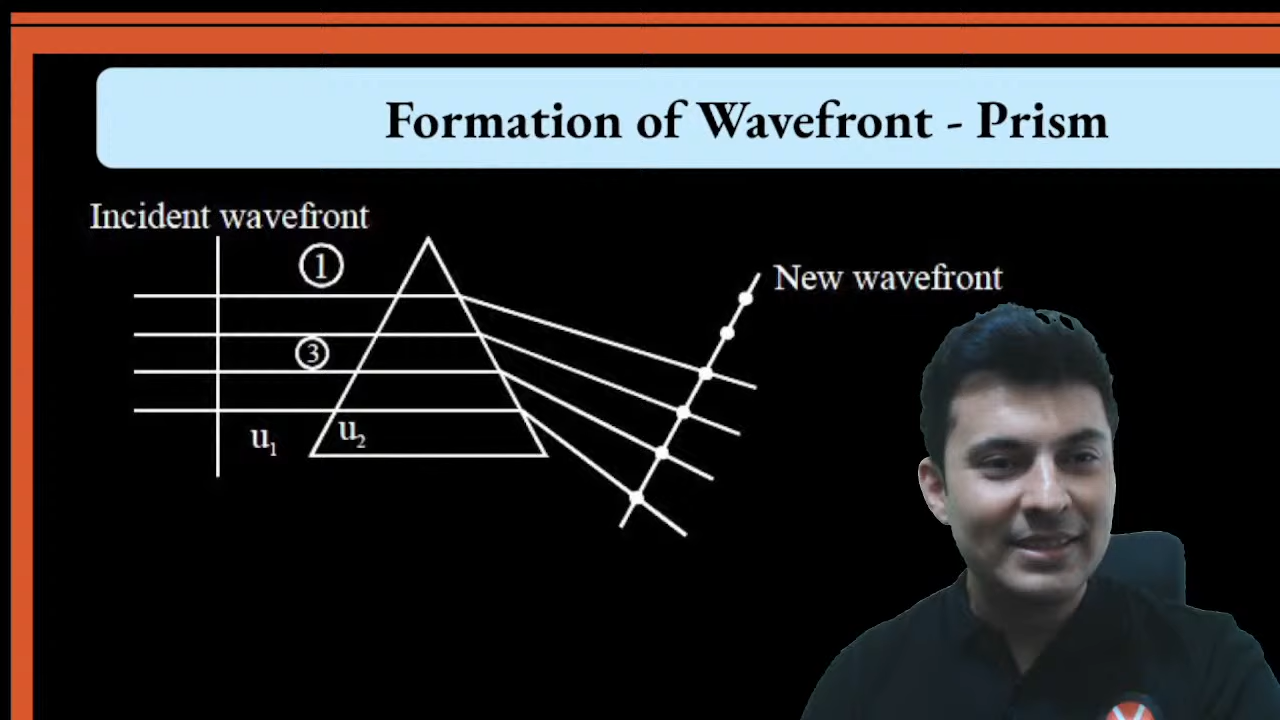 Formation of Wavefront - Prism
Incident wavefront
1
New wavefront
3
u₁
u₂